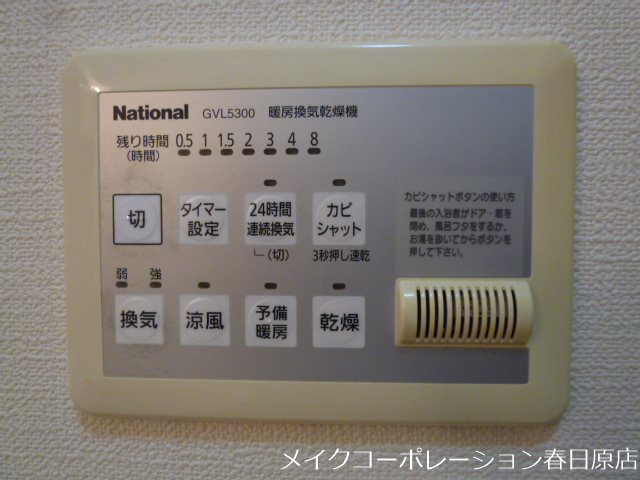 National GVL5300 暖房換気乾燥機
残り時間 0.5 1 1.5 2 3 4 8
(時間)
切 タイマー設定 24時間連続換気 カビシャット
(切) 3秒押し速乾
カビシャットボタンの使い方
最後の入浴者がドア・窓を
閉め、風呂フタをするか、
お湯を抜いてからボタンを
押して下さい。
弱 強
換気 涼風 予備暖房 乾燥
メイクコーポレーション春日原店